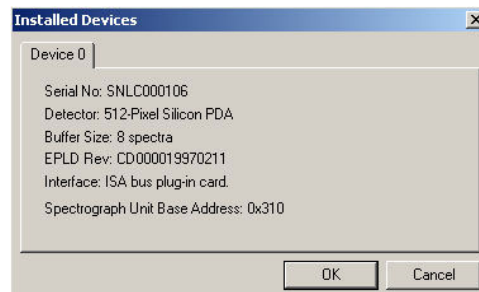 Installed Devices
Device 0
Serial No: SNLC000106
Detector: 512-Pixel Silicon PDA
Buffer Size: 8 spectra
EPLD Rev: CD000019970211
Interface: ISA bus plug-in card.
Spectrograph Unit Base Address: 0x310
OK Cancel